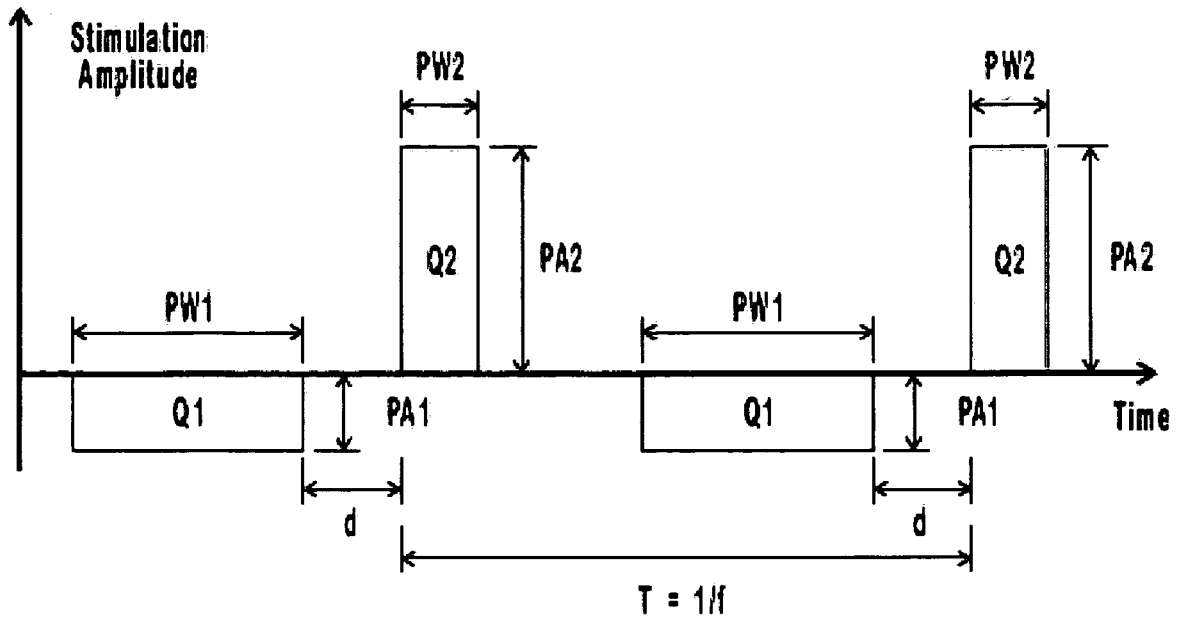 Stimulation
Amplitude
PW2
PW2
Q2
PA2
Q2
PA2
PW1
PW1
Q1
PA1
Q1
PA1
Time
d
d
T = 1/f